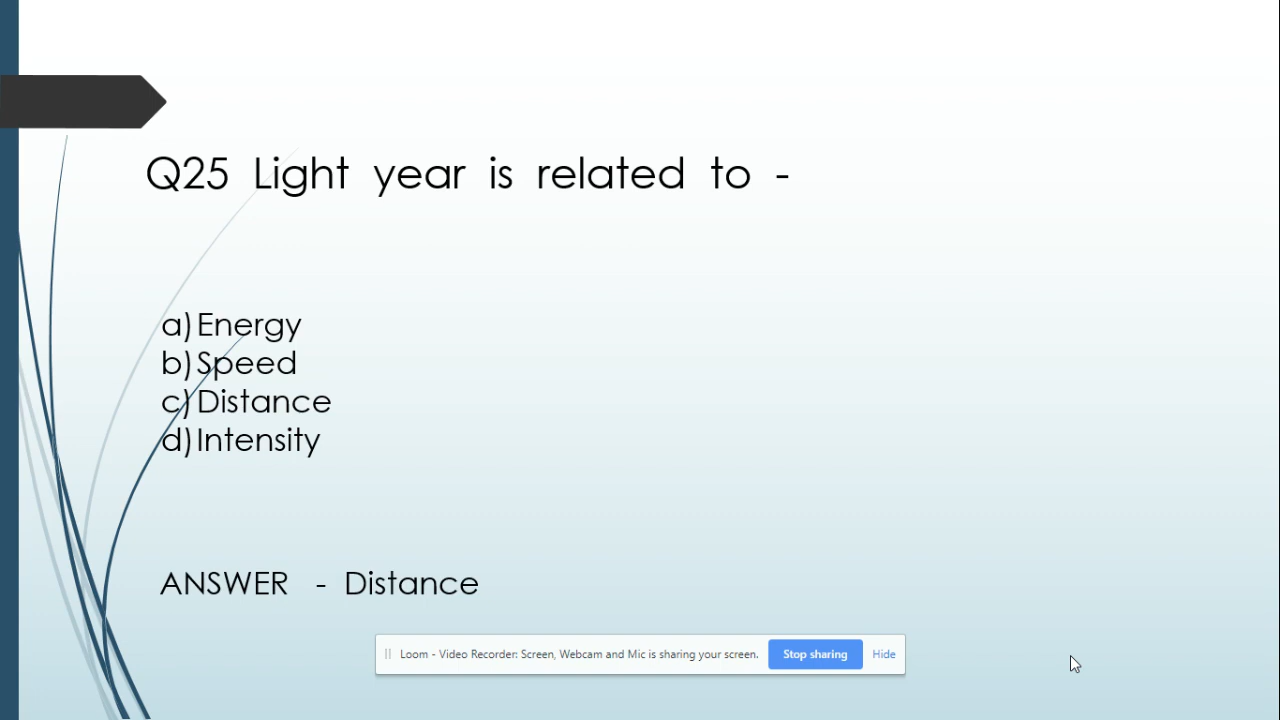 Q25 Light year is related to -
a) Energy
b) Speed
c) Distance
d) Intensity
ANSWER - Distance
Loom - Video Recorder: Screen, Webcam and Mic is sharing your screen. Stop sharing Hide